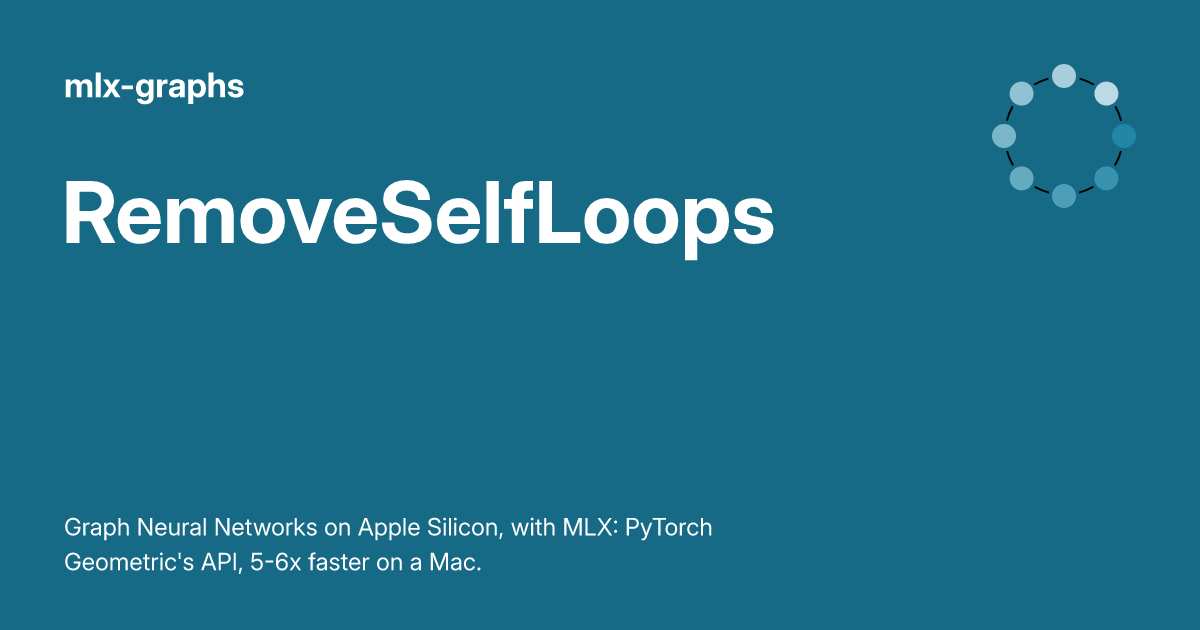 mlx-graphs
RemoveSelfLoops
Graph Neural Networks on Apple Silicon, with MLX: PyTorch
Geometric's API, 5-6x faster on a Mac.